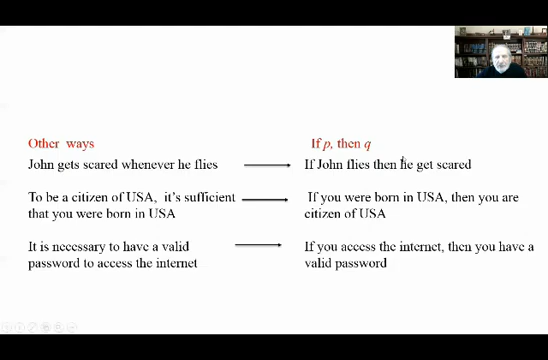 Other ways
If p, then q
John gets scared whenever he flies
If John flies then he get scared
To be a citizen of USA, it's sufficient
that you were born in USA
If you were born in USA, then you are
citizen of USA
It is necessary to have a valid
password to access the internet
If you access the internet, then you have a
valid password